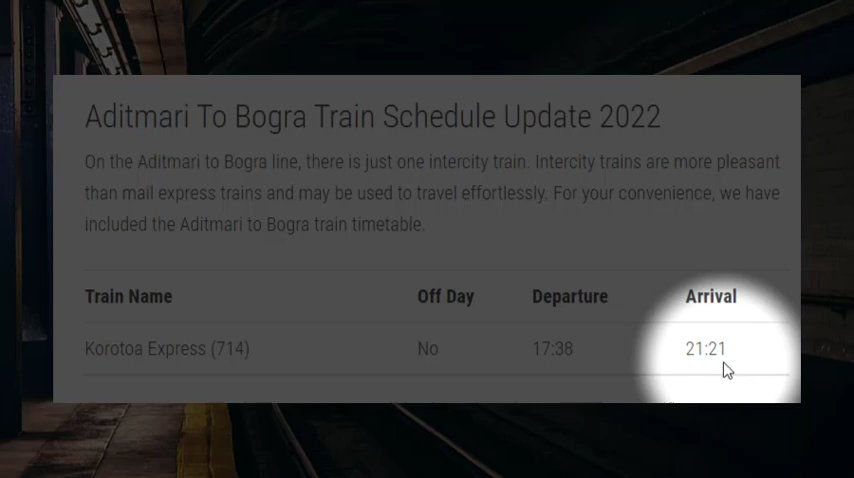 Aditmari To Bogra Train Schedule Update 2022
On the Aditmari to Bogra line, there is just one intercity train. Intercity trains are more pleasant
than mail express trains and may be used to travel effortlessly. For your convenience, we have
included the Aditmari to Bogra train timetable.
Train Name Off Day Departure Arrival
Korotoa Express (714) No 17:38 21:21